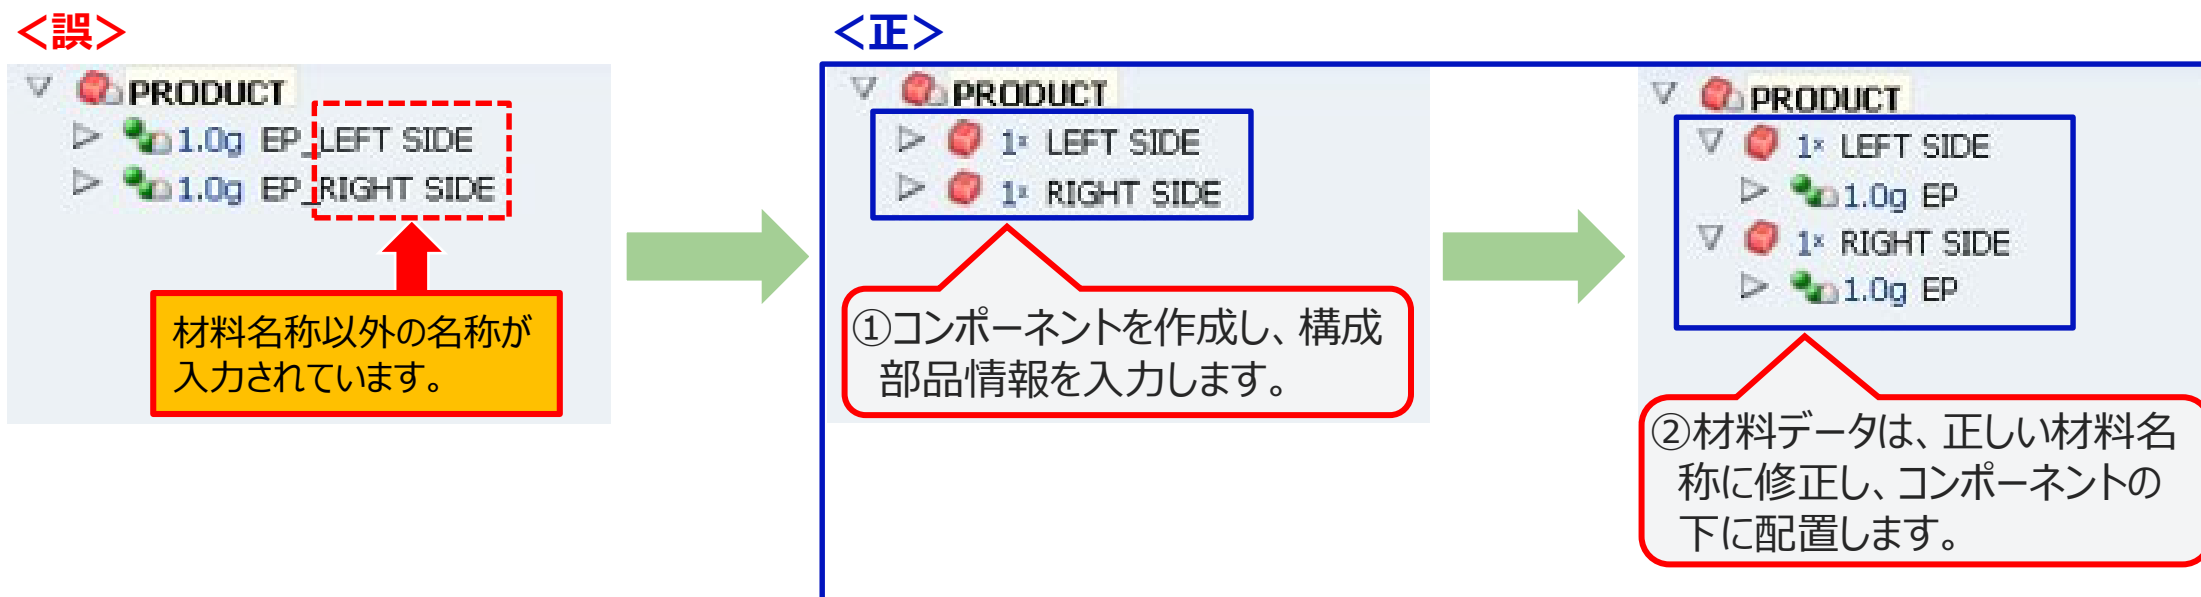 ＜誤＞
PRODUCT
1.0g EP_LEFT SIDE
1.0g EP_RIGHT SIDE
材料名称以外の名称が
入力されています。
＜正＞
PRODUCT
1x LEFT SIDE
1x RIGHT SIDE
①コンポーネントを作成し、構成
部品情報を入力します。
PRODUCT
1x LEFT SIDE
1.0g EP
1x RIGHT SIDE
1.0g EP
②材料データは、正しい材料名
称に修正し、コンポーネントの
下に配置します。